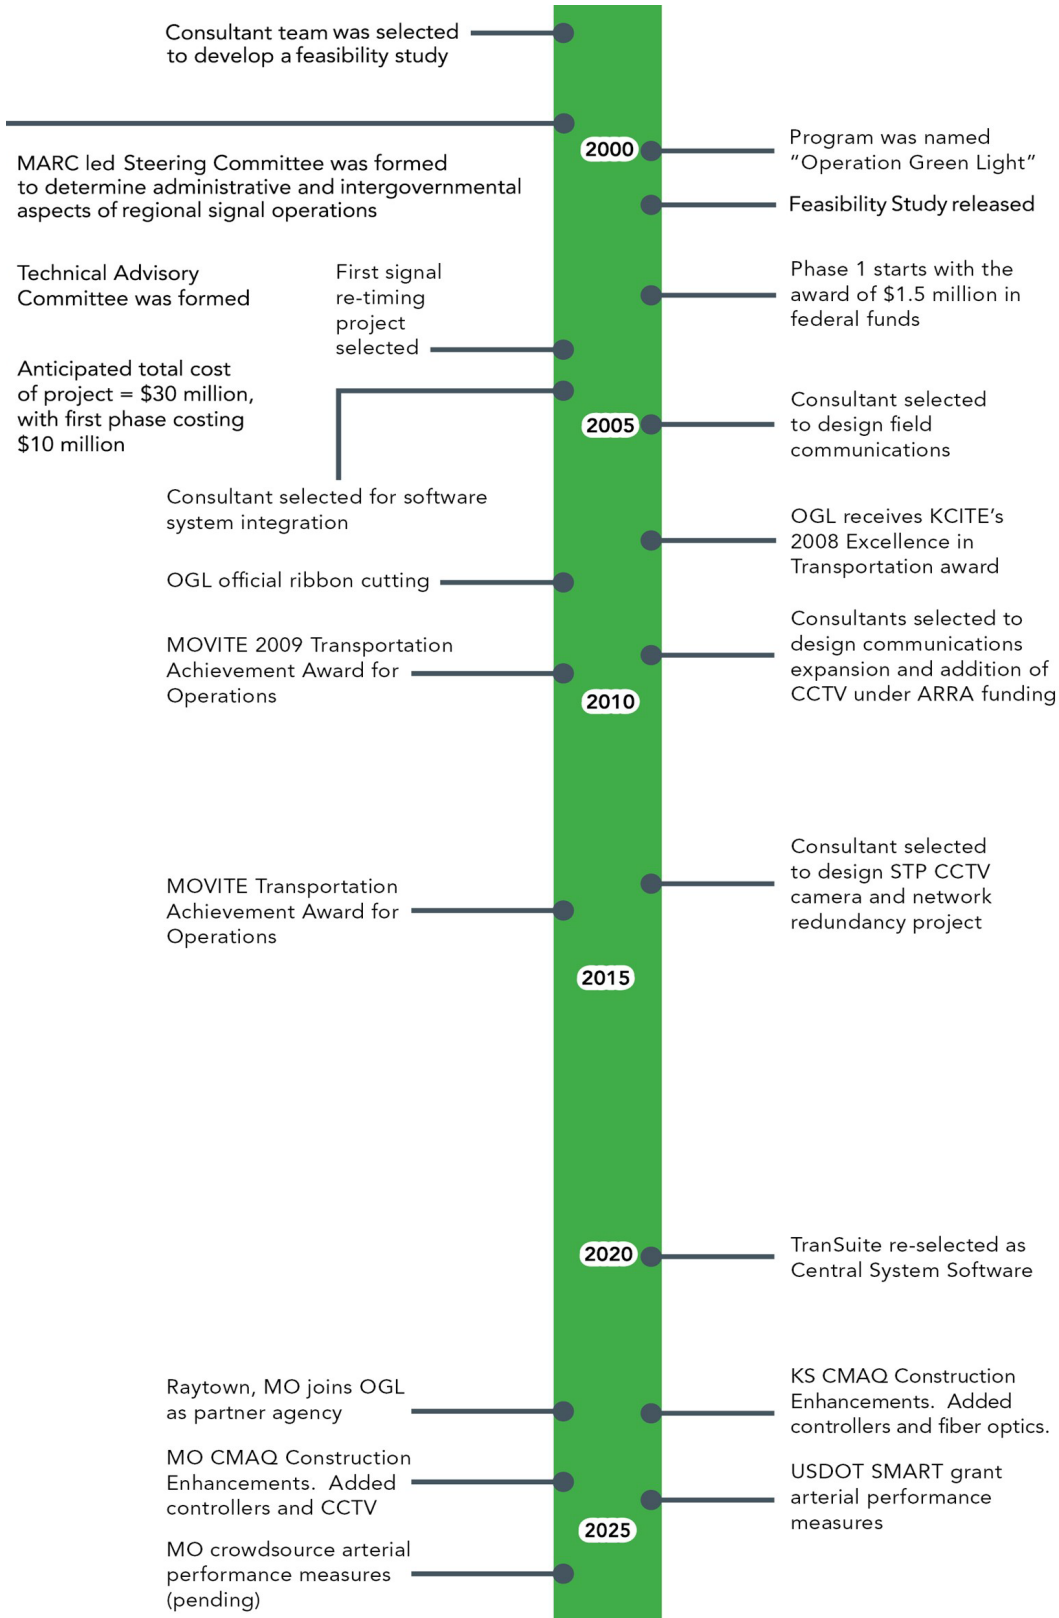 Consultant team was selected
to develop a feasibility study
2000
Program was named
“Operation Green Light”
MARC led Steering Committee was formed
to determine administrative and intergovernmental
aspects of regional signal operations
Feasibility Study released
Technical Advisory
Committee was formed
First signal
re-timing
project
selected
Phase 1 starts with the
award of $1.5 million in
federal funds
Anticipated total cost
of project = $30 million,
with first phase costing
$10 million
2005
Consultant selected
to design field
communications
Consultant selected for software
system integration
OGL receives KCITE’s
2008 Excellence in
Transportation award
OGL official ribbon cutting
MOVITE 2009 Transportation
Achievement Award for
Operations
Consultants selected to
design communications
expansion and addition of
CCTV under ARRA funding
2010
Consultant selected
to design STP CCTV
camera and network
redundancy project
MOVITE Transportation
Achievement Award for
Operations
2015
2020
TranSuite re-selected as
Central System Software
Raytown, MO joins OGL
as partner agency
KS CMAQ Construction
Enhancements.  Added
controllers and fiber optics.
MO CMAQ Construction
Enhancements.  Added
controllers and CCTV
USDOT SMART grant
arterial performance
measures
2025
MO crowdsource arterial
performance measures
(pending)